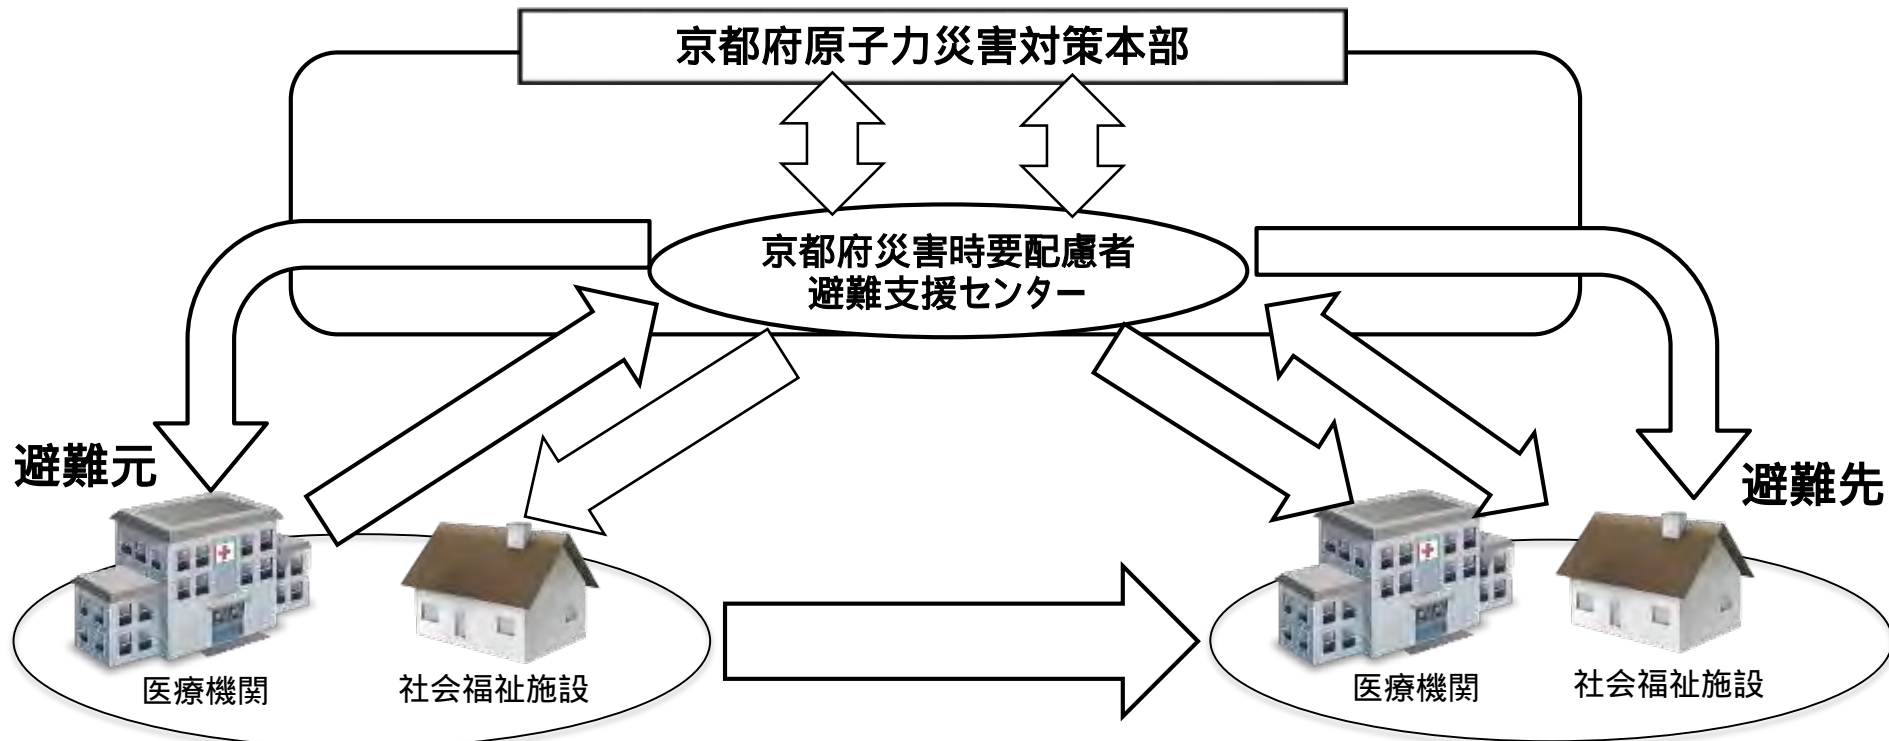 京都府原子力災害対策本部
京都府災害時要配慮者
避難支援センター
避難元
避難先
医療機関
社会福祉施設
医療機関
社会福祉施設